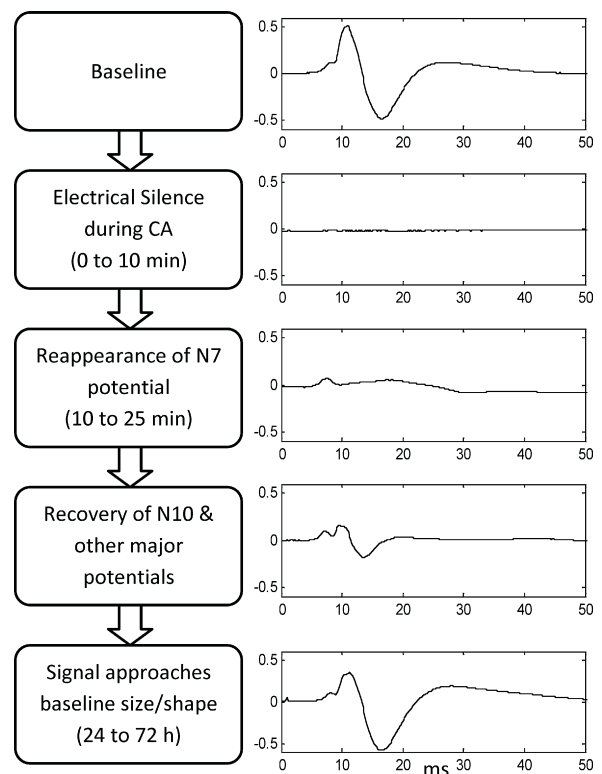 Baseline
0.5
0
-0.5
0 10 20 30 40 50
Electrical Silence
during CA
(0 to 10 min)
0.5
0
-0.5
0 10 20 30 40 50
Reappearance of N7
potential
(10 to 25 min)
0.5
0
-0.5
0 10 20 30 40 50
Recovery of N10 &
other major
potentials
0.5
0
-0.5
0 10 20 30 40 50
Signal approaches
baseline size/shape
(24 to 72 h)
0.5
0
-0.5
0 10 20 30 40 50
ms